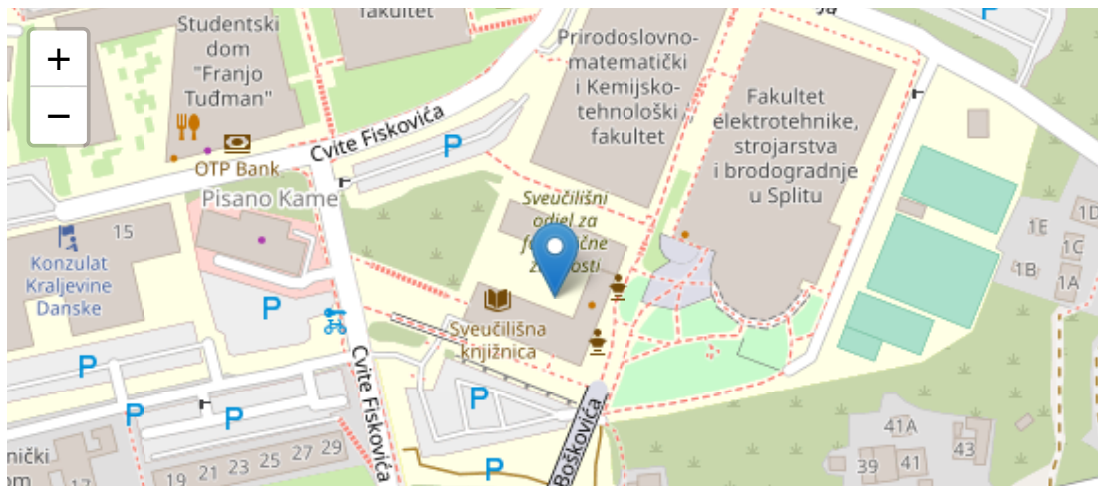 +
−
Studentski
dom
"Franjo
Tuđman"
fakultet
OTP Bank
Cvite Fiskovića
Pisano Kame
15
Konzulat
Kraljevine
Danske
Prirodoslovno-
matematički
i Kemijsko-
tehnološki
fakultet
Fakultet
elektrotehnike,
strojarstva
i brodogradnje
u Splitu
Sveučilišni
odjel za
Sveučilišna
knjižnica
Cvite Fiskovića
Boškovića
P
P
P
P
P
P
P
P
1E
1D
1C
1B
1A
41A
39
41
43
19
21
23
25
27
29
17